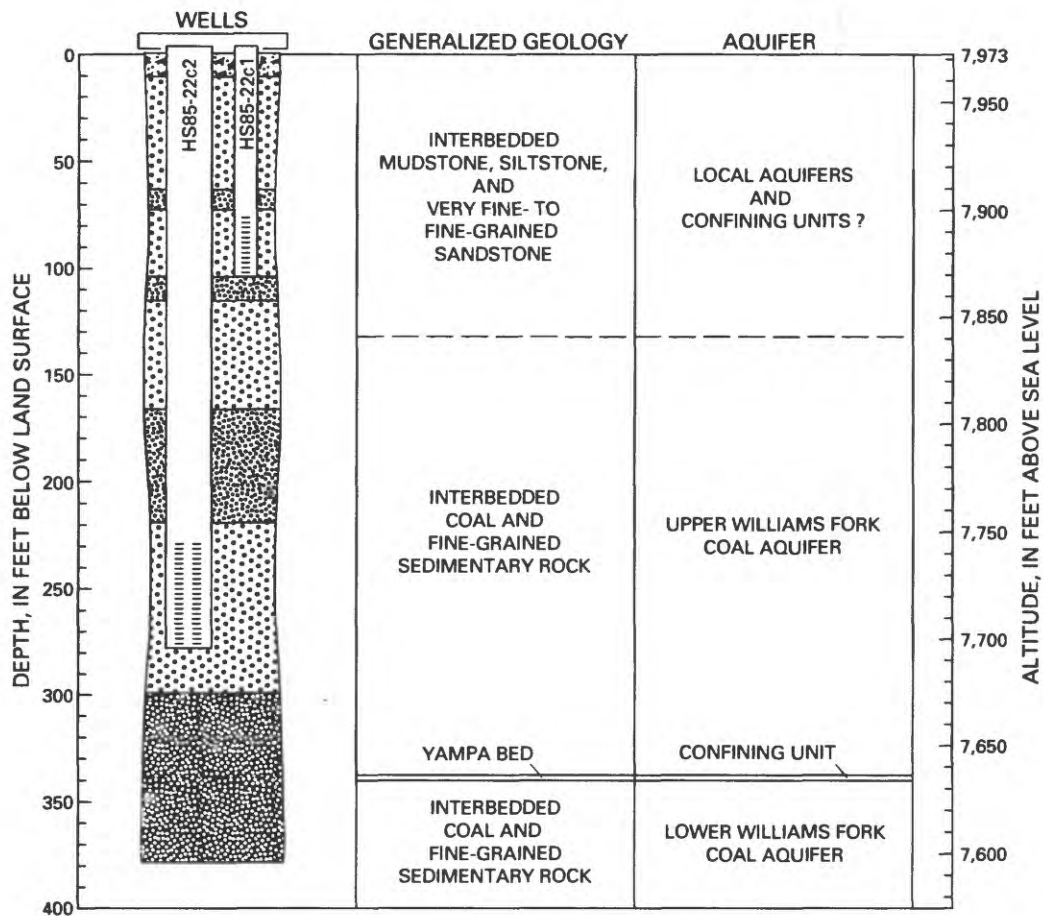 WELLS
GENERALIZED GEOLOGY
AQUIFER
HS85-22c2
HS85-22c1
DEPTH, IN FEET BELOW LAND SURFACE
0
50
100
150
200
250
300
350
400
INTERBEDDED
MUDSTONE, SILTSTONE,
AND
VERY FINE- TO
FINE-GRAINED
SANDSTONE
LOCAL AQUIFERS
AND
CONFINING UNITS ?
INTERBEDDED
COAL AND
FINE-GRAINED
SEDIMENTARY ROCK
UPPER WILLIAMS FORK
COAL AQUIFER
YAMPA BED
CONFINING UNIT
INTERBEDDED
COAL AND
FINE-GRAINED
SEDIMENTARY ROCK
LOWER WILLIAMS FORK
COAL AQUIFER
7,973
7,950
7,900
7,850
7,800
7,750
7,700
7,650
7,600
ALTITUDE, IN FEET ABOVE SEA LEVEL